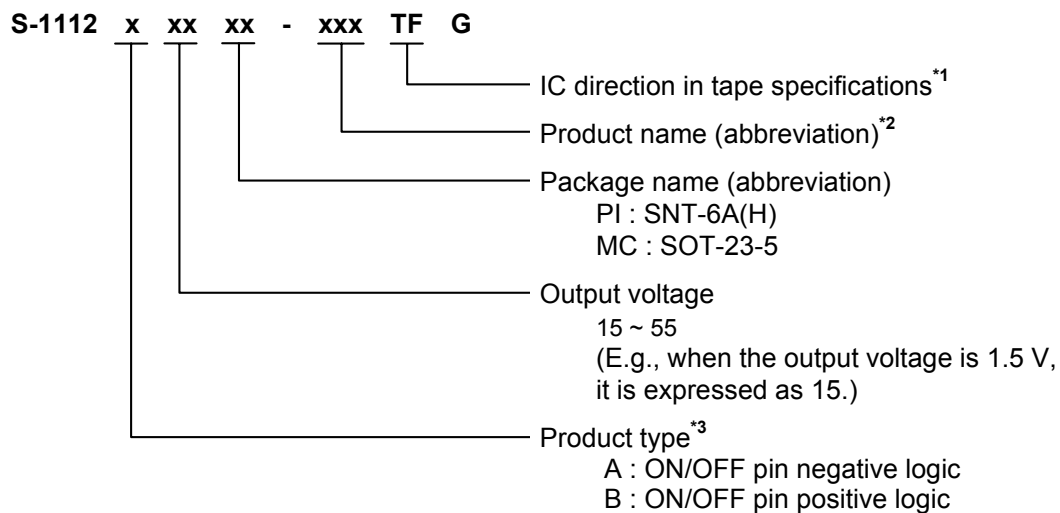 S-1112 x xx xx - xxx TF G
IC direction in tape specifications*1
Product name (abbreviation)*2
Package name (abbreviation)
PI : SNT-6A(H)
MC : SOT-23-5
Output voltage
15 ~ 55
(E.g., when the output voltage is 1.5 V,
it is expressed as 15.)
Product type*3
A : ON/OFF pin negative logic
B : ON/OFF pin positive logic